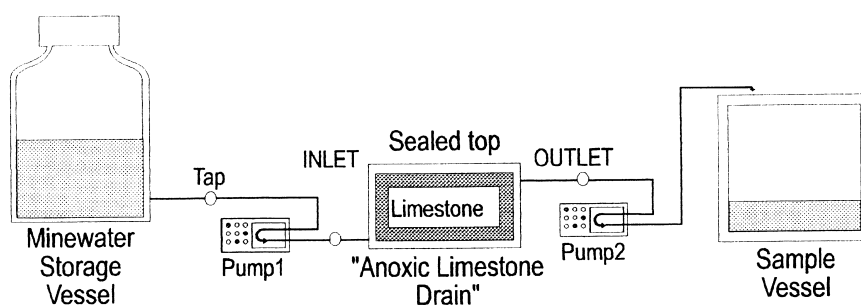 Sealed top
INLET
OUTLET
Tap
Limestone
Minewater
Storage
Vessel
Pump1
"Anoxic Limestone
Drain"
Pump2
Sample
Vessel